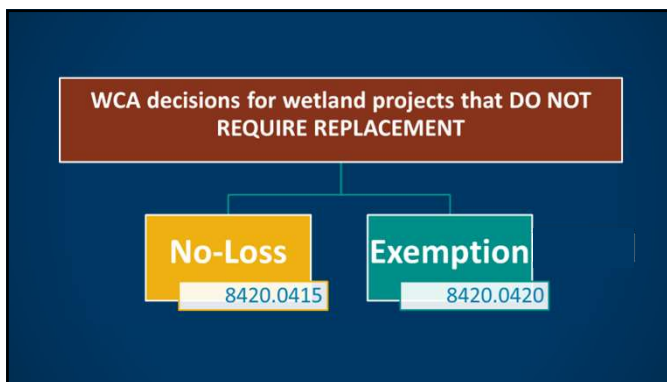 WCA decisions for wetland projects that DO NOT
REQUIRE REPLACEMENT
No-Loss
8420.0415
Exemption
8420.0420